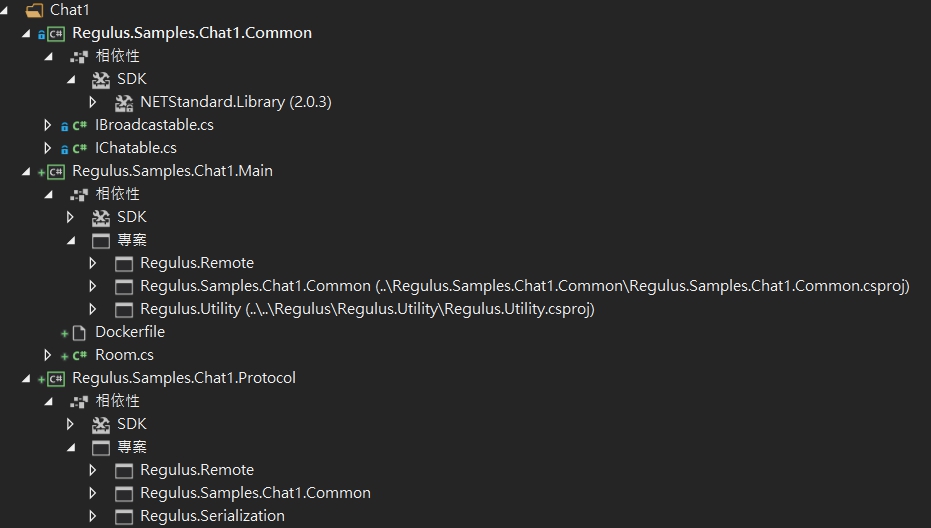 Chat1
C# Regulus.Samples.Chat1.Common
相依性
SDK
NETStandard.Library (2.0.3)
C# IBroadcastable.cs
C# IChatable.cs
C# Regulus.Samples.Chat1.Main
相依性
SDK
專案
Regulus.Remote
Regulus.Samples.Chat1.Common (..\Regulus.Samples.Chat1.Common\Regulus.Samples.Chat1.Common.csproj)
Regulus.Utility (..\..\Regulus\Regulus.Utility\Regulus.Utility.csproj)
Dockerfile
C# Room.cs
C# Regulus.Samples.Chat1.Protocol
相依性
SDK
專案
Regulus.Remote
Regulus.Samples.Chat1.Common
Regulus.Serialization